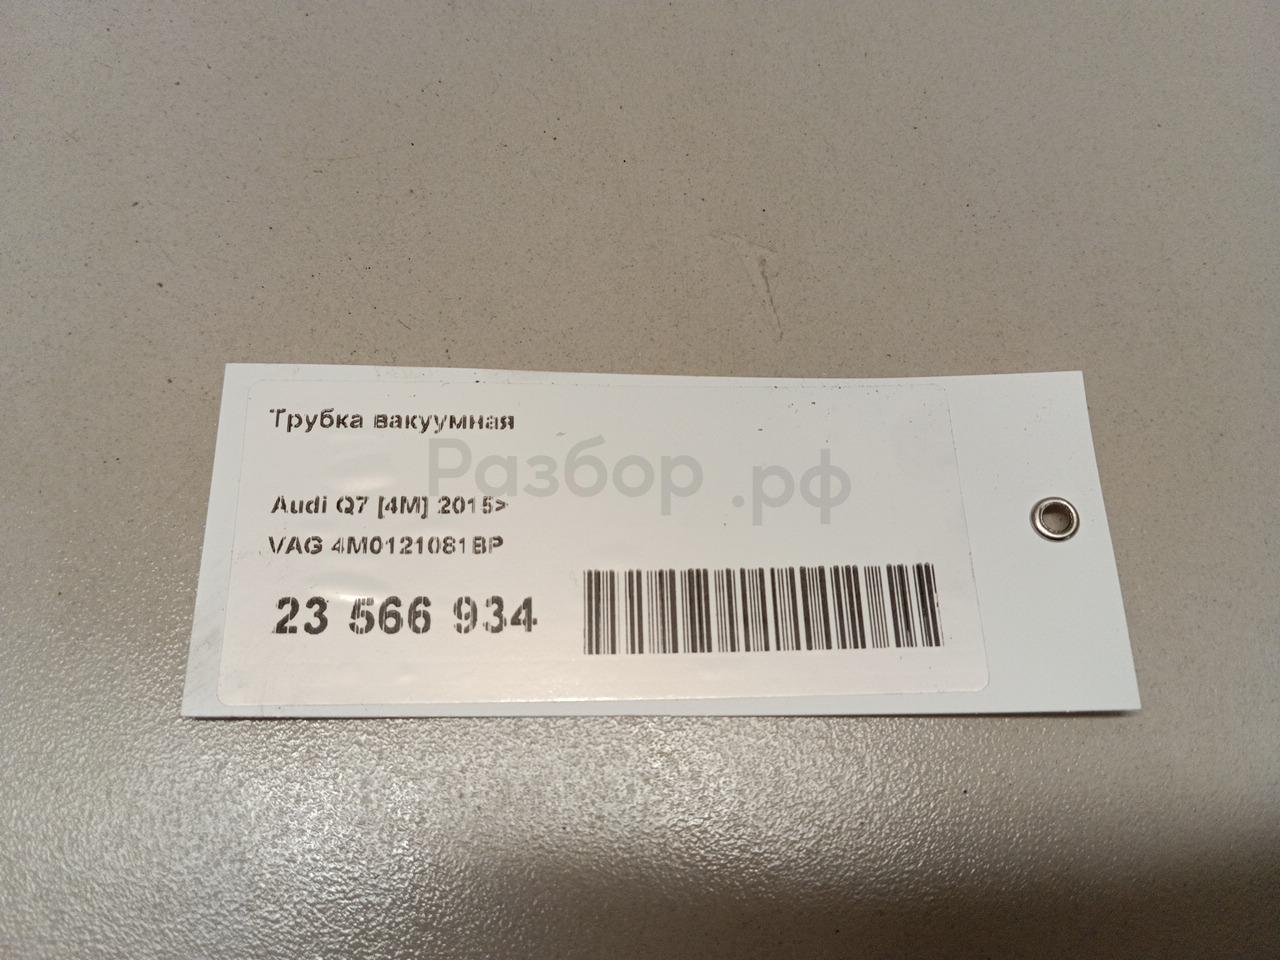 Трубка вакуумная
Разбор.рф
Audi Q7 [4M] 2015>
VAG 4M0121081BP
23 566 934